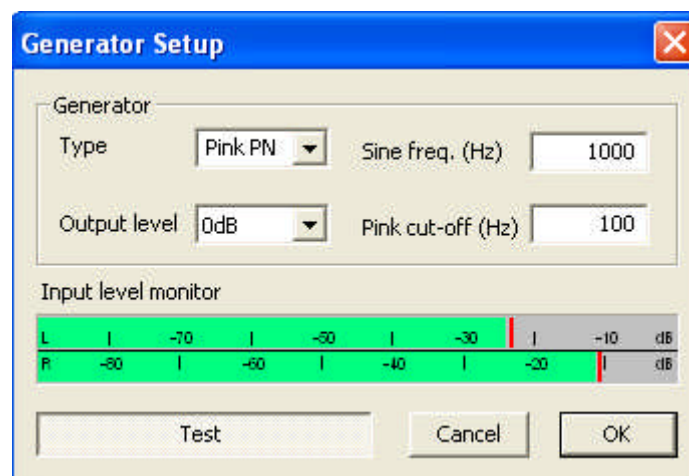 Generator Setup
Generator
Type Pink PN Sine freq. (Hz) 1000
Output level 0dB Pink cut-off (Hz) 100
Input level monitor
L -70 -50 -30 -10 dB
R -80 -60 -40 -20 dB
Test Cancel OK